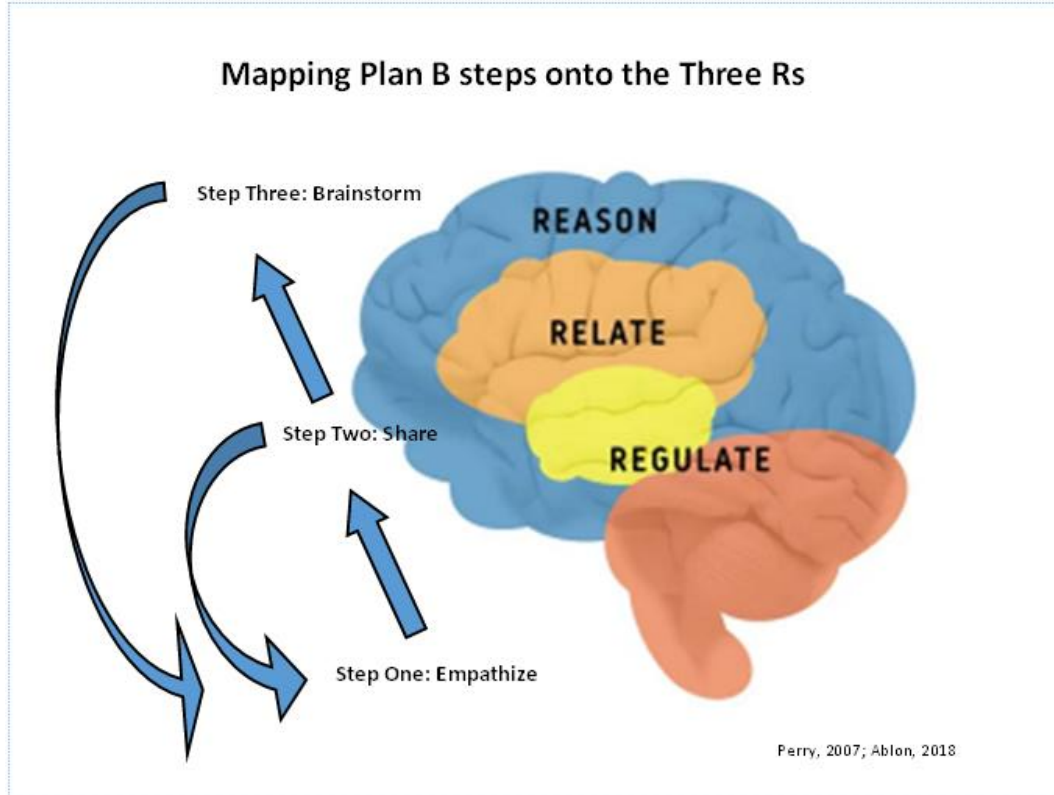 Mapping Plan B steps onto the Three Rs
Step Three: Brainstorm
REASON
RELATE
Step Two: Share
REGULATE
Step One: Empathize
Perry, 2007; Ablon, 2018